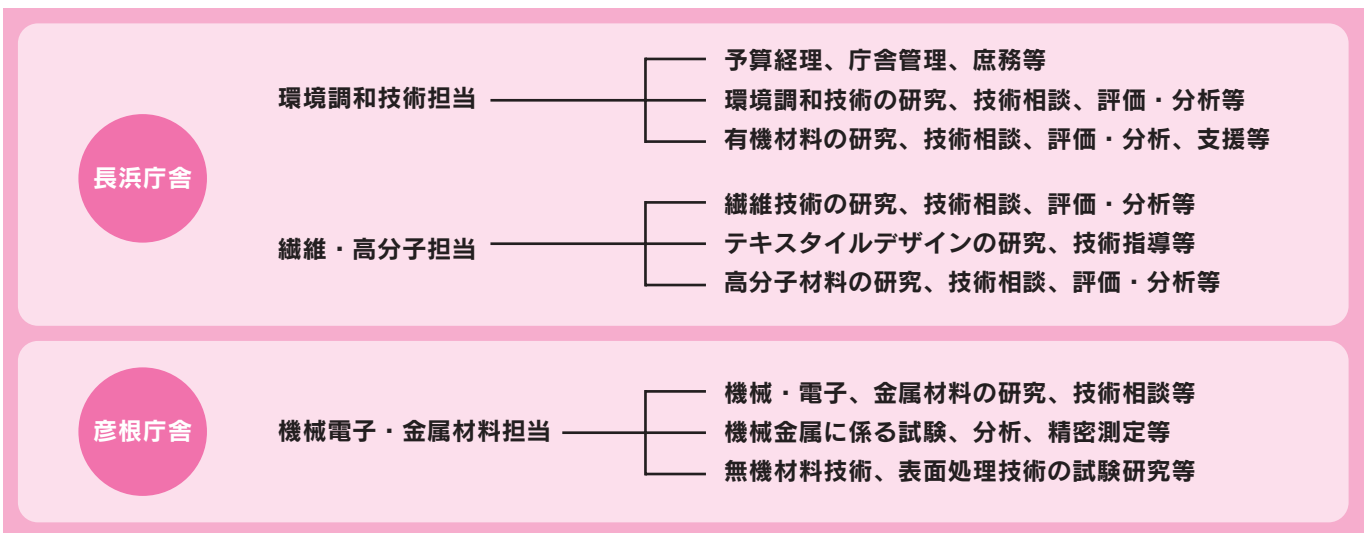 長浜庁舎
環境調和技術担当
予算経理、庁舎管理、庶務等
環境調和技術の研究、技術相談、評価・分析等
有機材料の研究、技術相談、評価・分析、支援等
繊維・高分子担当
繊維技術の研究、技術相談、評価・分析等
テキスタイルデザインの研究、技術指導等
高分子材料の研究、技術相談、評価・分析等
彦根庁舎
機械電子・金属材料担当
機械・電子、金属材料の研究、技術相談等
機械金属に係る試験、分析、精密測定等
無機材料技術、表面処理技術の試験研究等